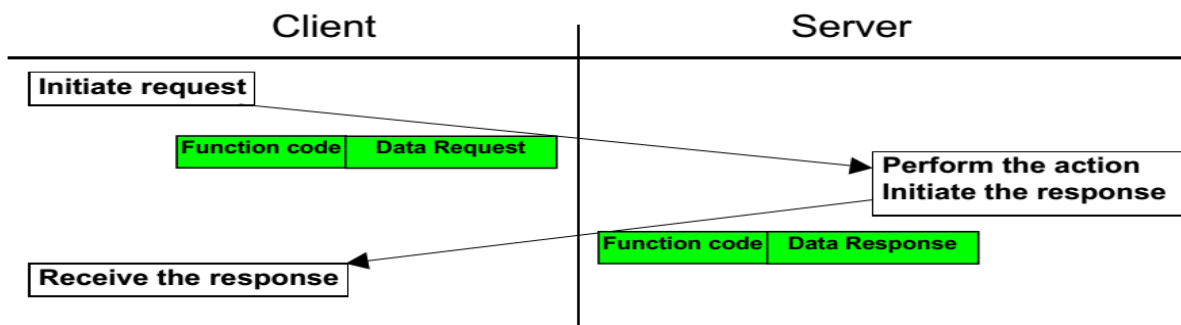 Client
Server
Initiate request
Function code Data Request
Perform the action
Initiate the response
Function code Data Response
Receive the response